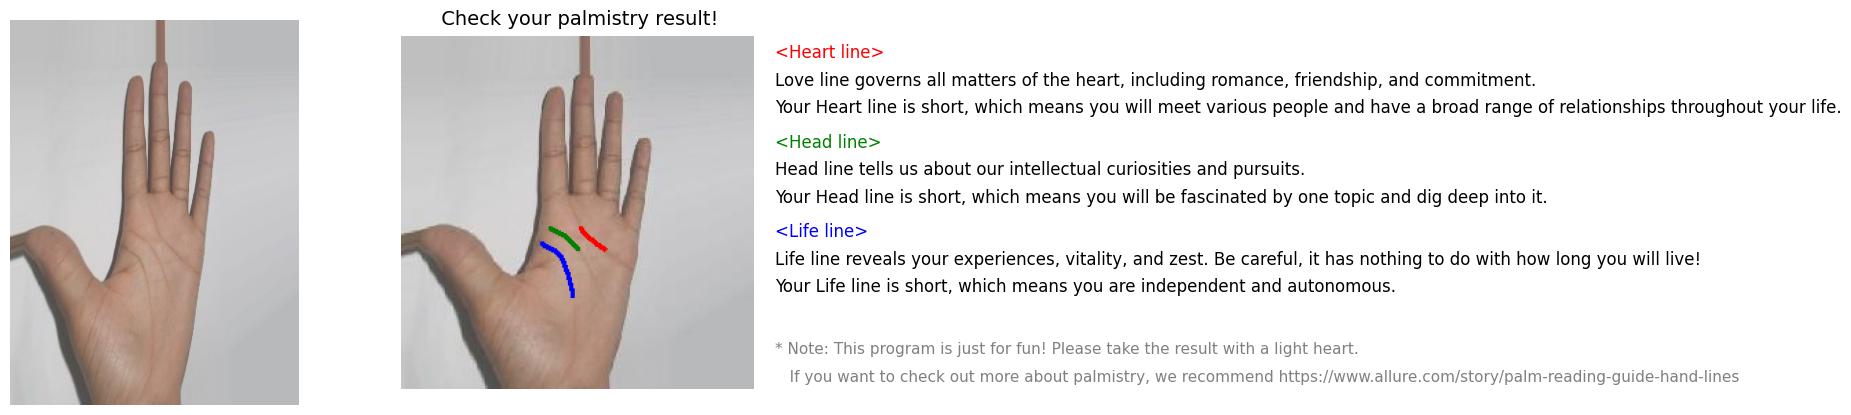 Check your palmistry result!
<Heart line>
Love line governs all matters of the heart, including romance, friendship, and commitment.
Your Heart line is short, which means you will meet various people and have a broad range of relationships throughout your life.
<Head line>
Head line tells us about our intellectual curiosities and pursuits.
Your Head line is short, which means you will be fascinated by one topic and dig deep into it.
<Life line>
Life line reveals your experiences, vitality, and zest. Be careful, it has nothing to do with how long you will live!
Your Life line is short, which means you are independent and autonomous.
* Note: This program is just for fun! Please take the result with a light heart.
If you want to check out more about palmistry, we recommend https://www.allure.com/story/palm-reading-guide-hand-lines